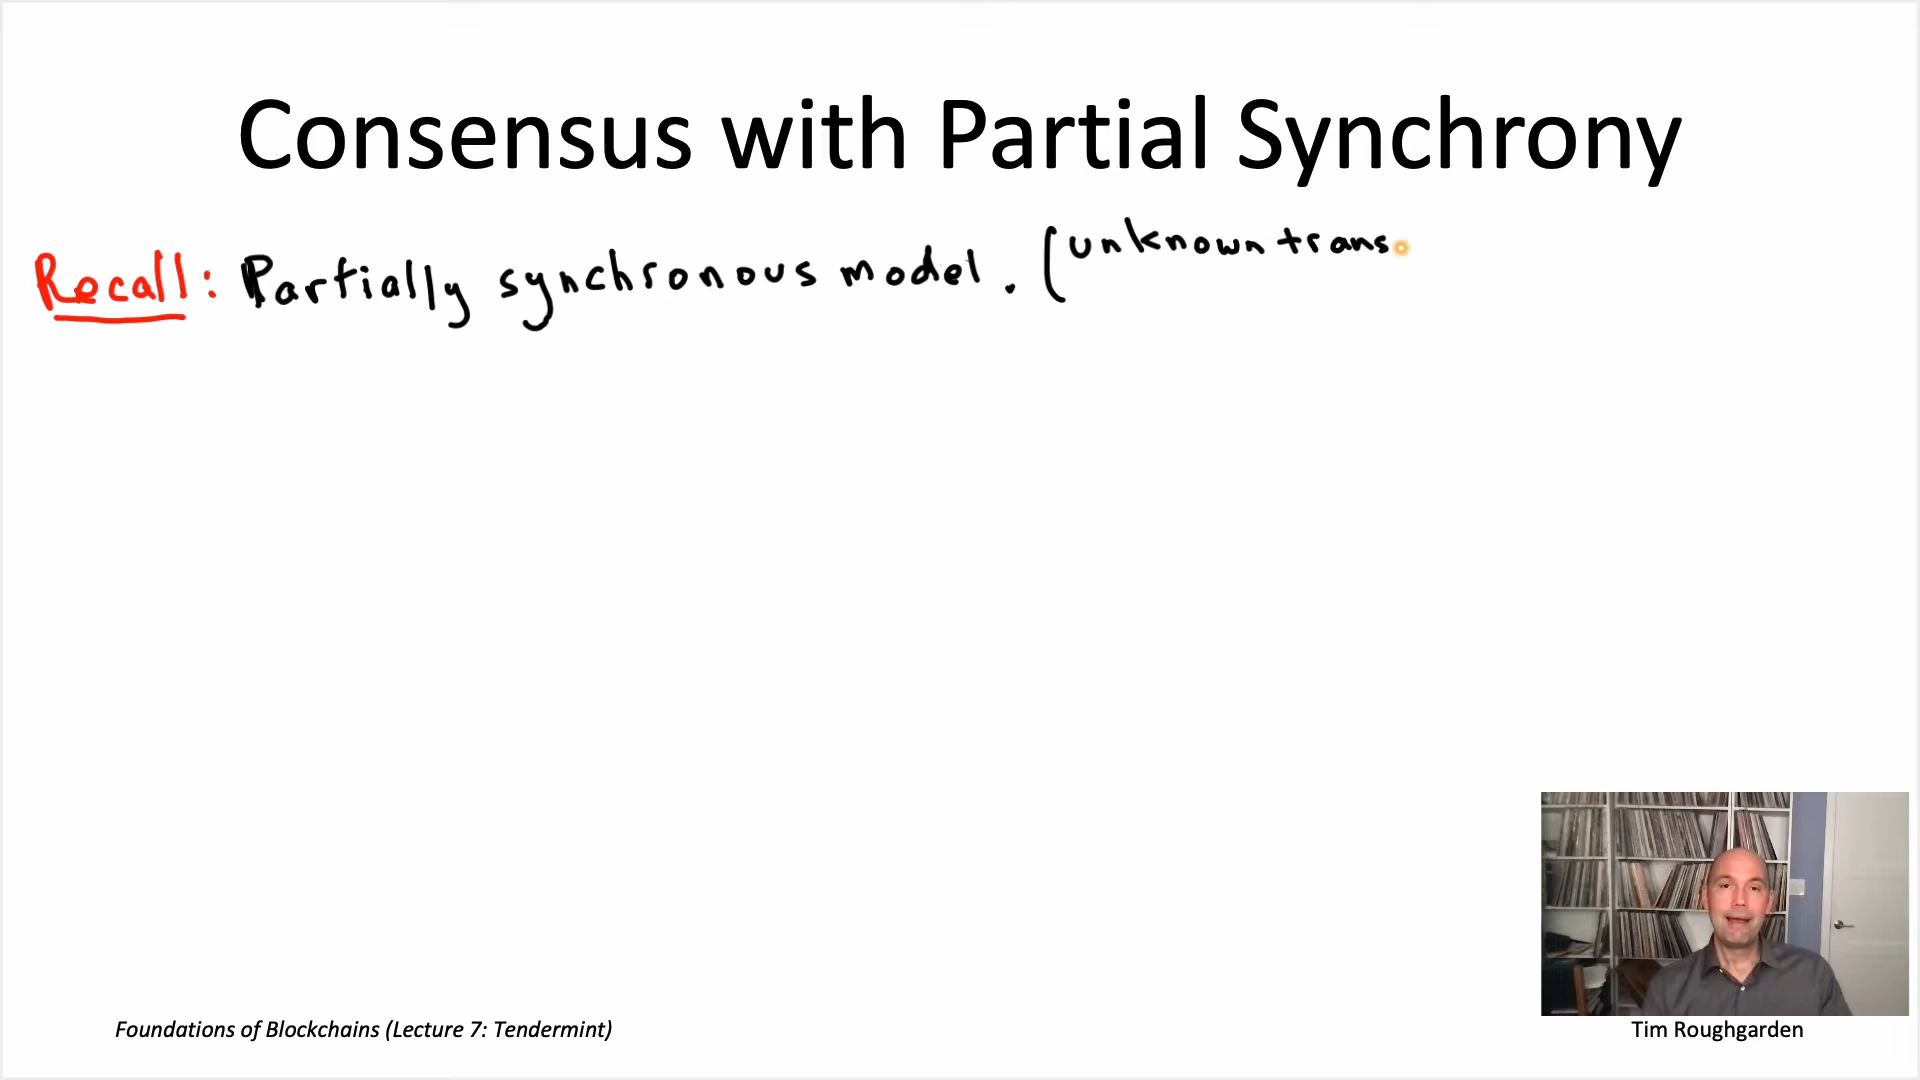 Consensus with Partial Synchrony
Recall: Partially synchronous model. (unknown trans
Foundations of Blockchains (Lecture 7: Tendermint)
Tim Roughgarden